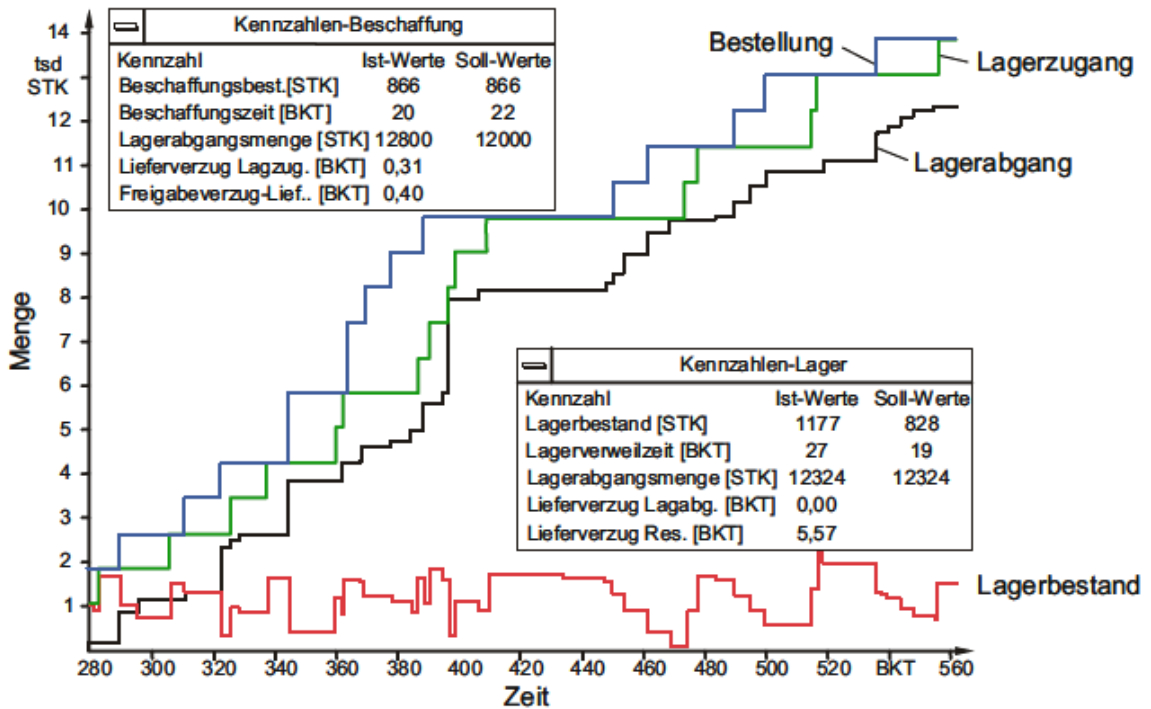 14
tsd
STK
12
11
10
9
8
7
6
5
4
3
2
1
Menge
Kennzahlen-Beschaffung
Kennzahl Ist-Werte Soll-Werte
Beschaffungsbest.[STK] 866 866
Beschaffungszeit [BKT] 20 22
Lagerabgangsmenge [STK] 12800 12000
Lieferverzug Lagzug. [BKT] 0,31
Freigabeverzug-Lief.. [BKT] 0,40
Bestellung
Lagerzugang
Lagerabgang
Kennzahlen-Lager
Kennzahl Ist-Werte Soll-Werte
Lagerbestand [STK] 1177 828
Lagerverweilzeit [BKT] 27 19
Lagerabgangsmenge [STK] 12324 12324
Lieferverzug Lagabg. [BKT] 0,00
Lieferverzug Res. [BKT] 5,57
Lagerbestand
280 300 320 340 360 380 400 420 440 460 480 500 520 BKT 560
Zeit